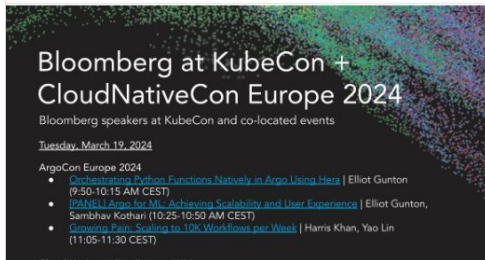 Bloomberg at KubeCon +
CloudNativeCon Europe 2024
Bloomberg speakers at KubeCon and co-located events
Tuesday, March 19, 2024
ArgoCon Europe 2024
● Orchestrating Python Functions Natively in Argo Using Hera | Elliot Gunton
(9:50-10:15 AM CEST)
● [PANEL] Argo for ML: Achieving Scalability and User Experience | Elliot Gunton,
Sambhav Kothari (10:25-10:50 AM CEST)
● Growing Pain: Scaling to 10K Workflows per Week | Harris Khan, Yao Lin
(11:05-11:30 CEST)